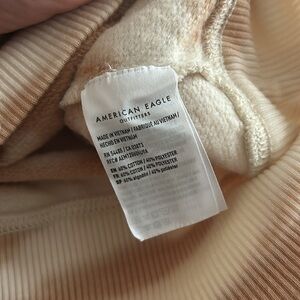 AMERICAN EAGLE
OUTFITTERS
MADE IN VIETNAM / FABRIQUE AU VIETNAM /
HECHO EN VIETNAM
EN: 60% COTTON / 40% POLYESTER
FR: 60% COTON / 40% POLYESTER
SP: 60% algodón / 40% poliéster